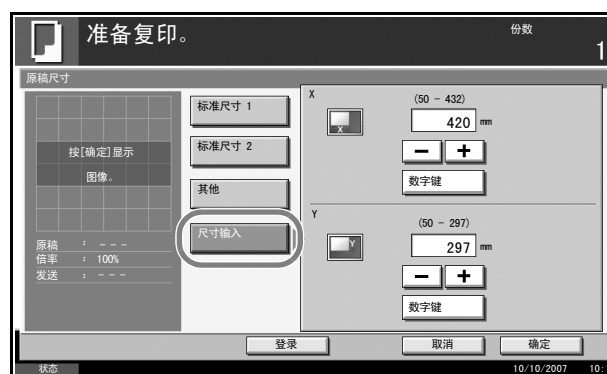 准备复印。
份数
1
原稿尺寸
按[确定]显示
图像。
原稿 : - - -
倍率 : 100%
发送 : - - -
标准尺寸 1
标准尺寸 2
其他
尺寸输入
X
(50 - 432)
X
420 mm
− +
数字键
Y
(50 - 297)
Y
297 mm
− +
数字键
登录
取消
确定
状态
10/10/2007 10: